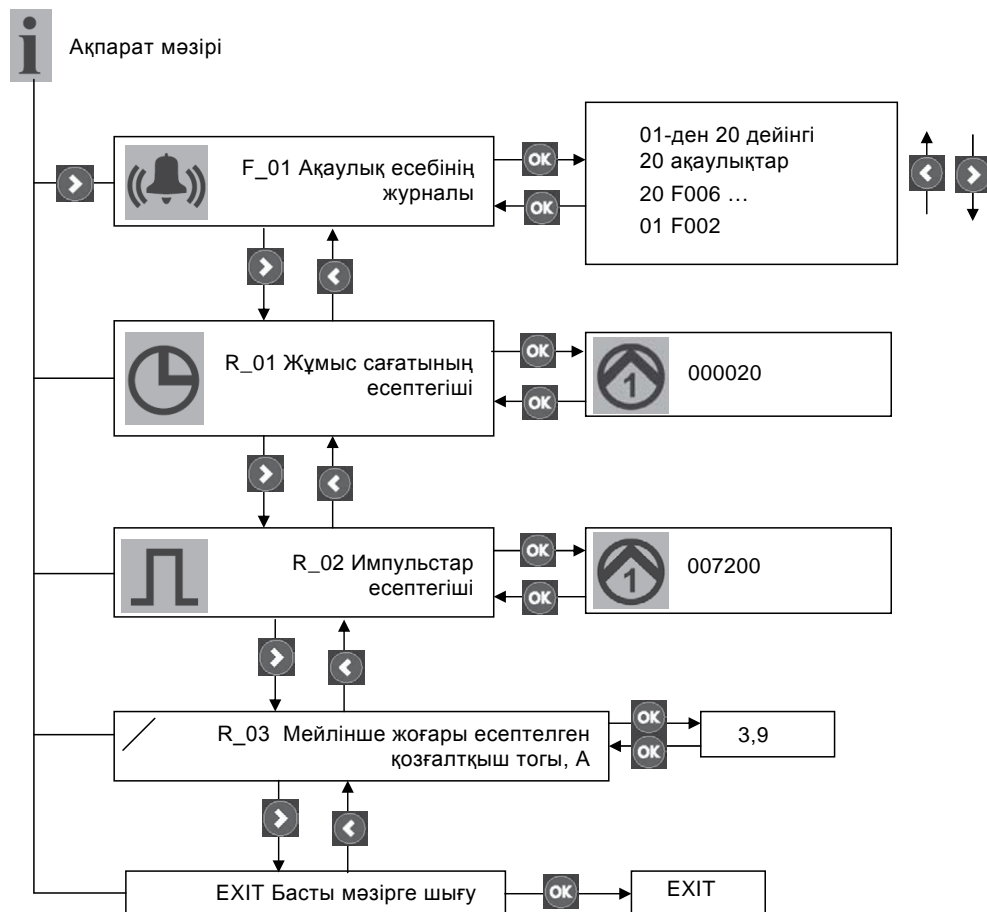 i
Ақпарат мәзірі
F_01 Ақаулық есебінің
журналы
OK
OK
01-ден 20 дейінгі
20 ақаулықтар
20 F006 …
01 F002
R_01 Жұмыс сағатының
есептегіші
OK
OK
1
000020
R_02 Импульстар
есептегіші
OK
OK
1
007200
R_03 Мейлінше жоғары есептелген
қозғалтқыш тогы, А
OK
OK
3,9
EXIT Басты мәзірге шығу
OK
EXIT